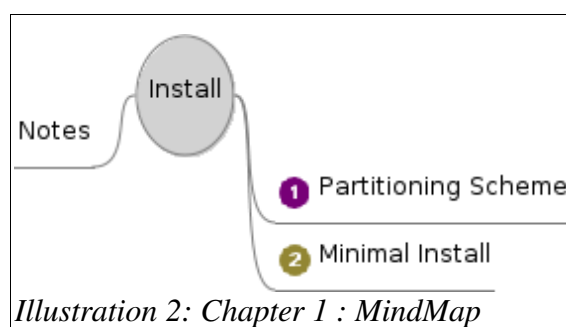 Install
Notes
1 Partitioning Scheme
2 Minimal Install
Illustration 2: Chapter 1 : MindMap